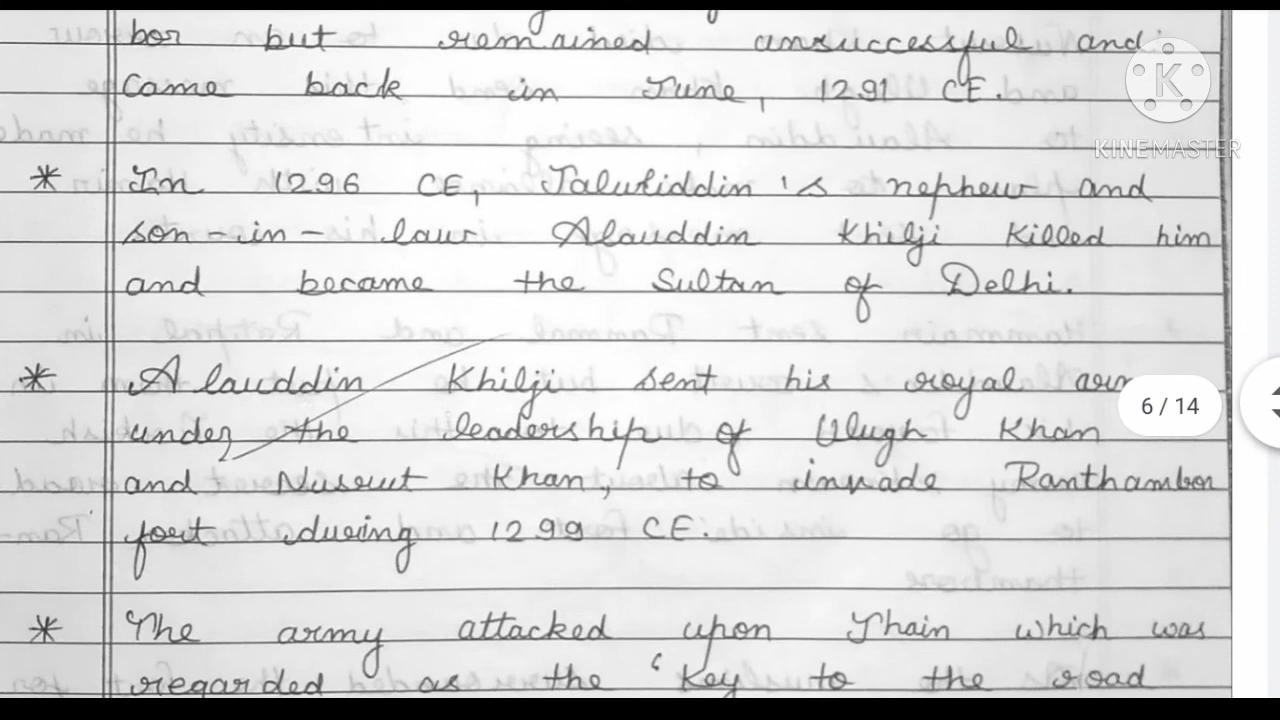 bor but remained unsuccessful and
Came back in June, 1291 CE.
KINEMASTER
* In 1296 CE, Jalutiddin's nephew and
son-in-law Alauddin Khilji Killed him
and became the Sultan of Delhi.
* Alauddin Khilji sent his royal
6 / 14
under the leadership of Ulugh Khan
and Nusrut Khan, to invade Ranthambor
fort during 1299 CE.
* The army attacked upon Jhain which was
regarded as the 'Key to the road